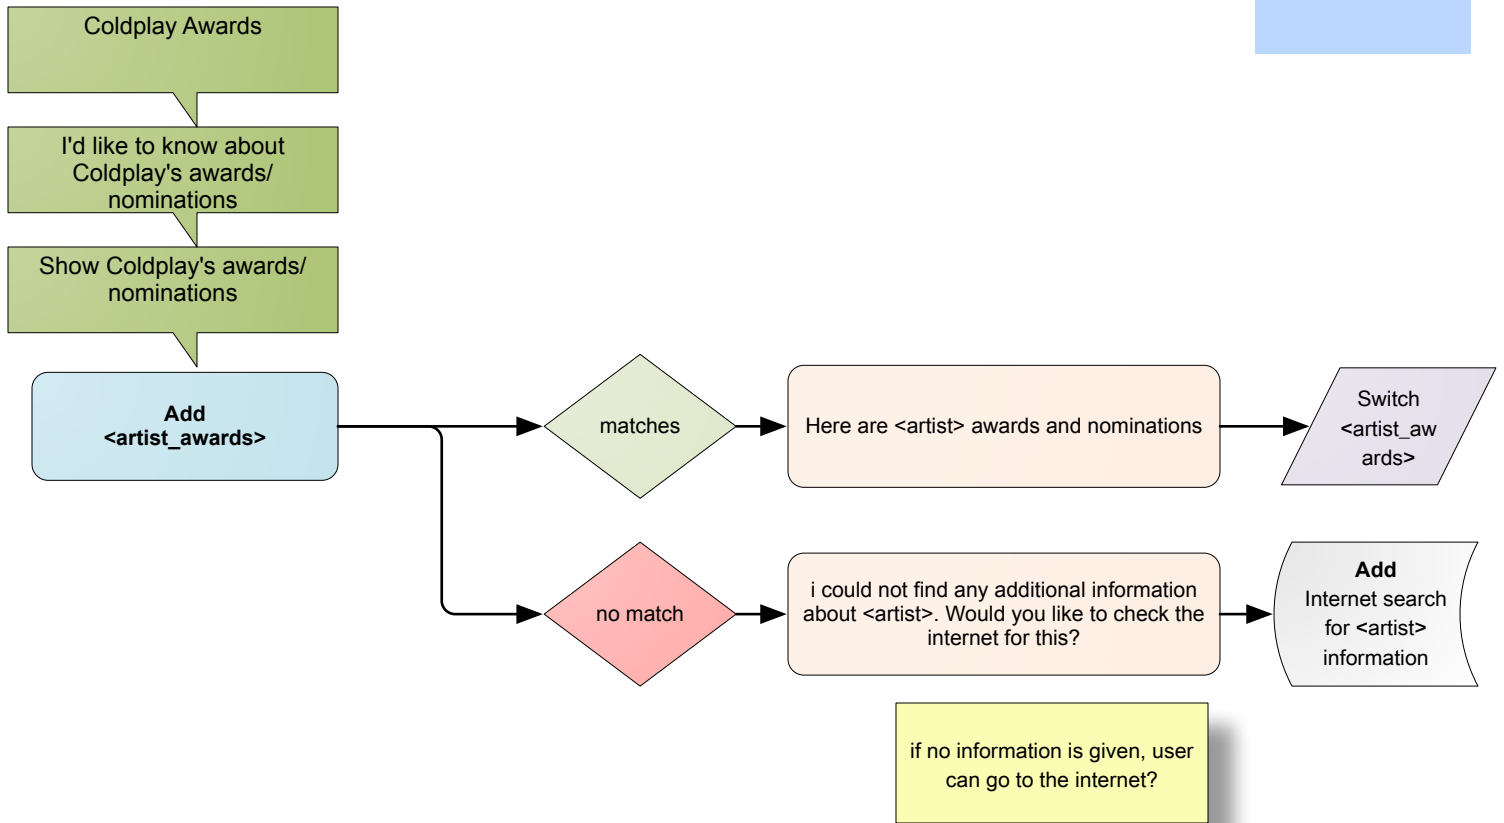 Coldplay Awards
I'd like to know about
Coldplay's awards/
nominations
Show Coldplay's awards/
nominations
Add
<artist_awards>
matches
Here are <artist> awards and nominations
Switch
<artist_aw
ards>
no match
i could not find any additional information
about <artist>. Would you like to check the
internet for this?
Add
Internet search
for <artist>
information
if no information is given, user
can go to the internet?